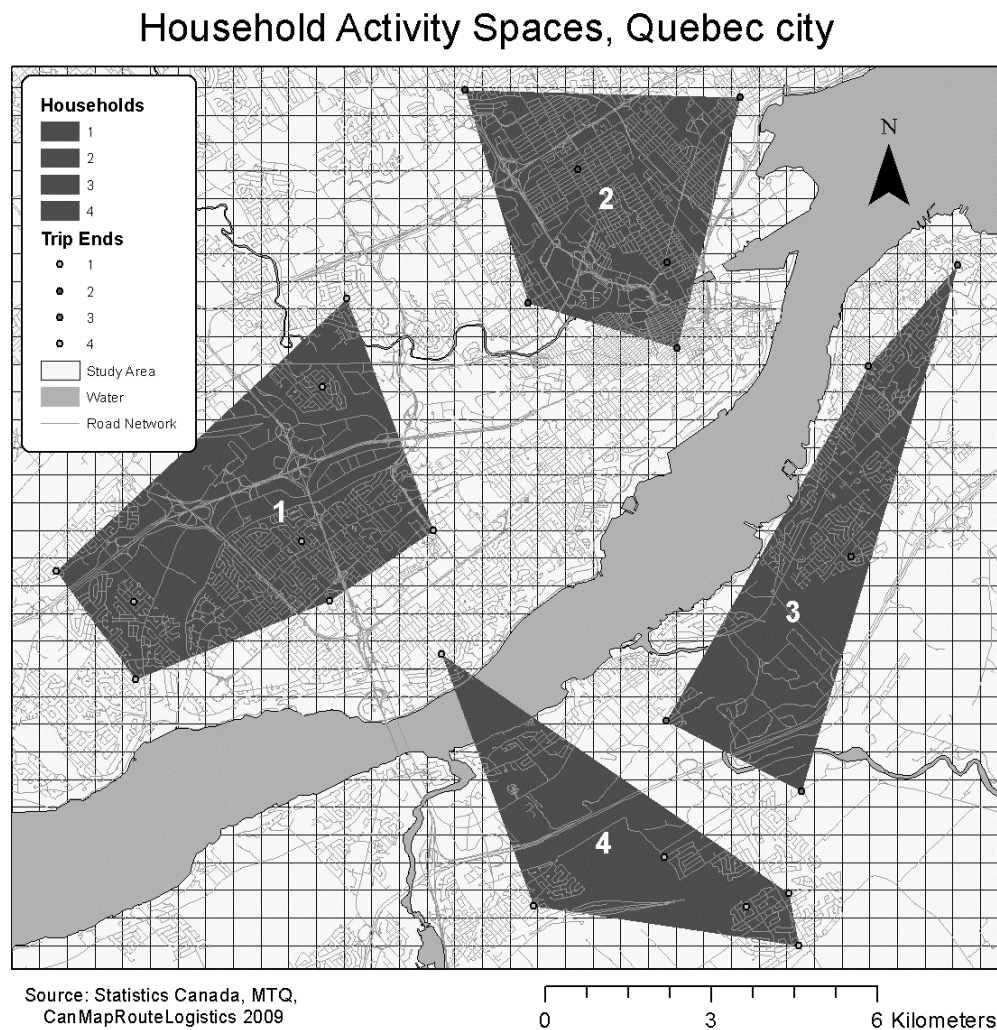 Household Activity Spaces, Quebec city
Households
1
2
3
4
Trip Ends
1
2
3
4
Study Area
Water
Road Network
N
2
1
3
4
Source: Statistics Canada, MTQ,
CanMapRouteLogistics 2009
0 3 6 Kilometers